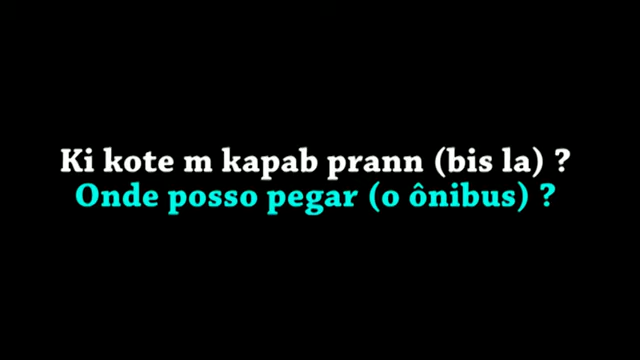 Ki kote m kapab prann (bis la) ?
Onde posso pegar (o ônibus) ?